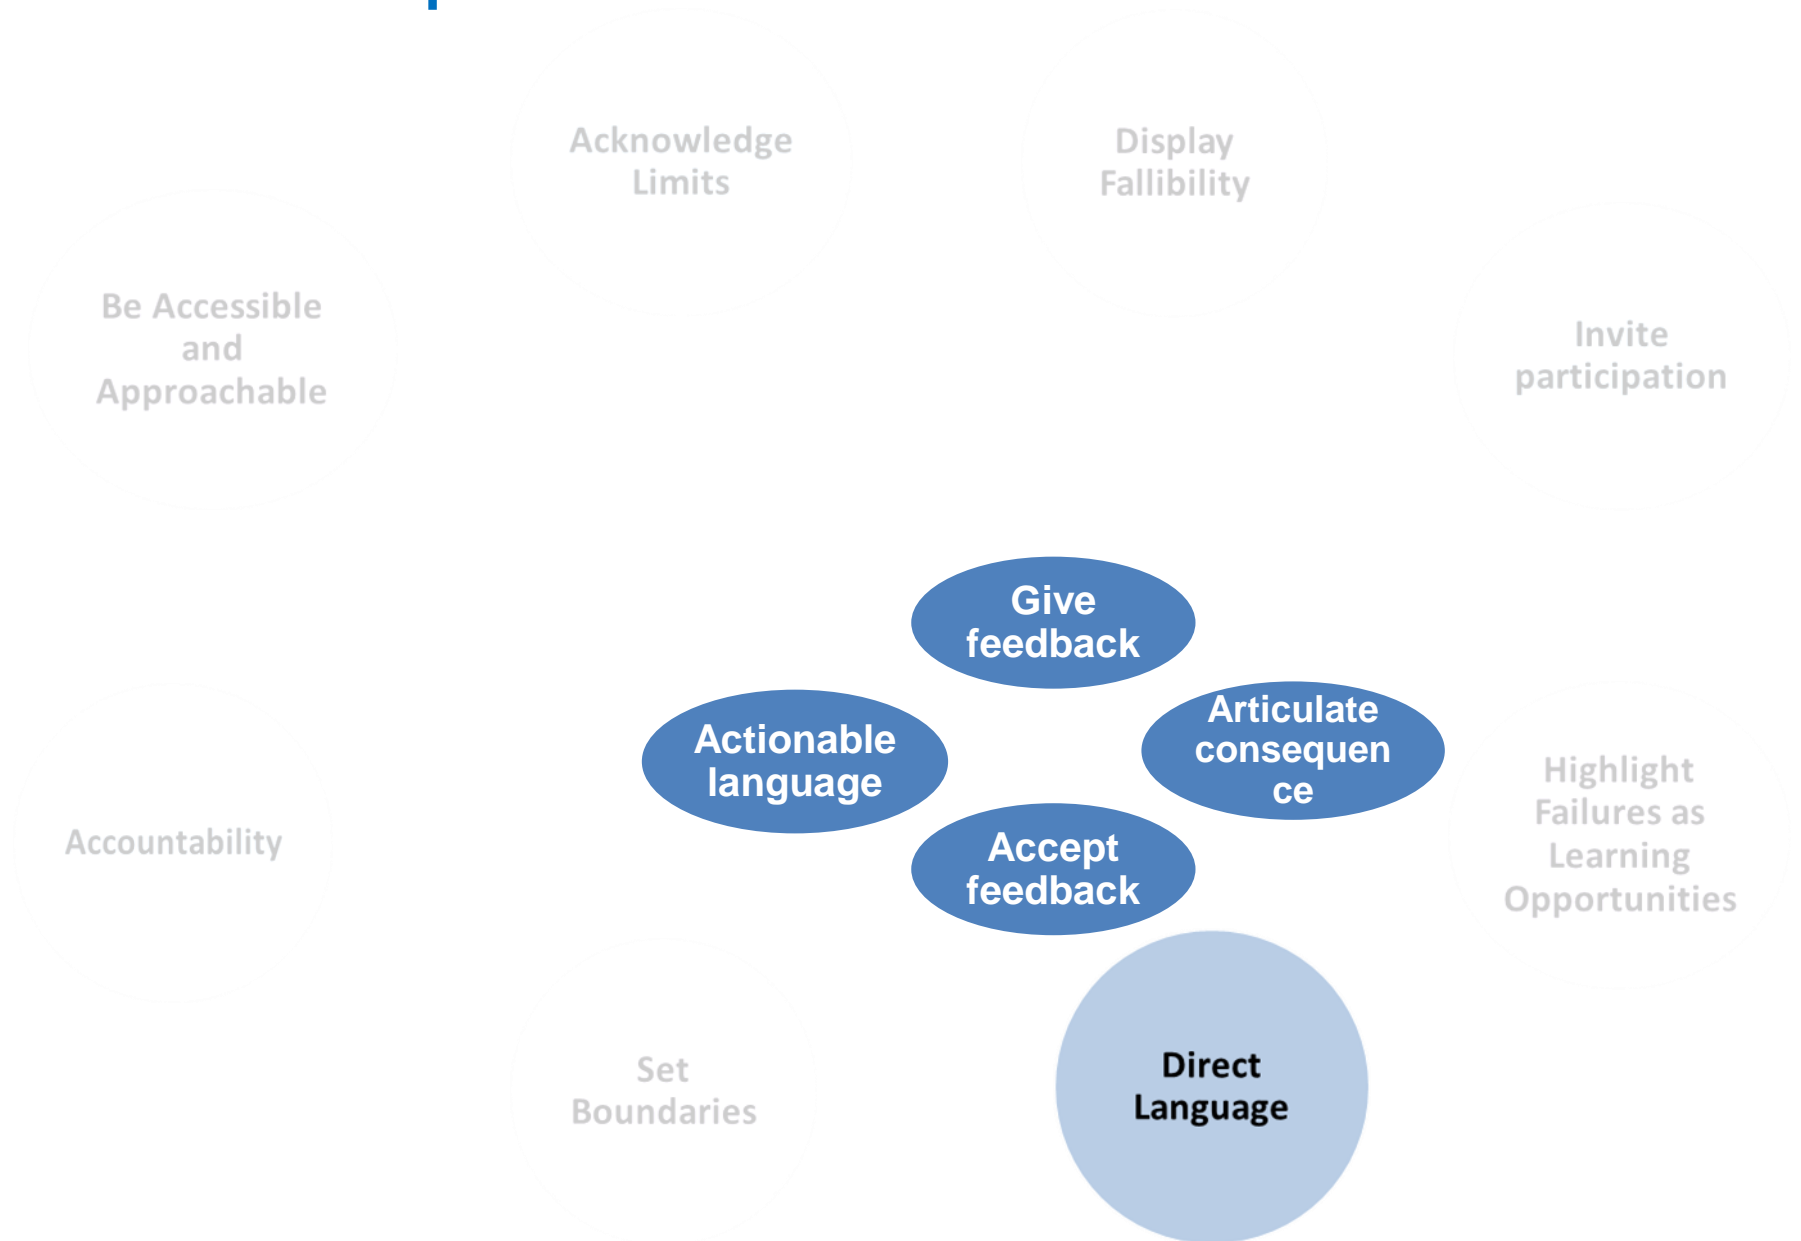 Acknowledge
Limits
Display
Fallibility
Be Accessible
and
Approachable
Invite
participation
Give
feedback
Actionable
language
Articulate
consequen
ce
Accept
feedback
Accountability
Highlight
Failures as
Learning
Opportunities
Set
Boundaries
Direct
Language